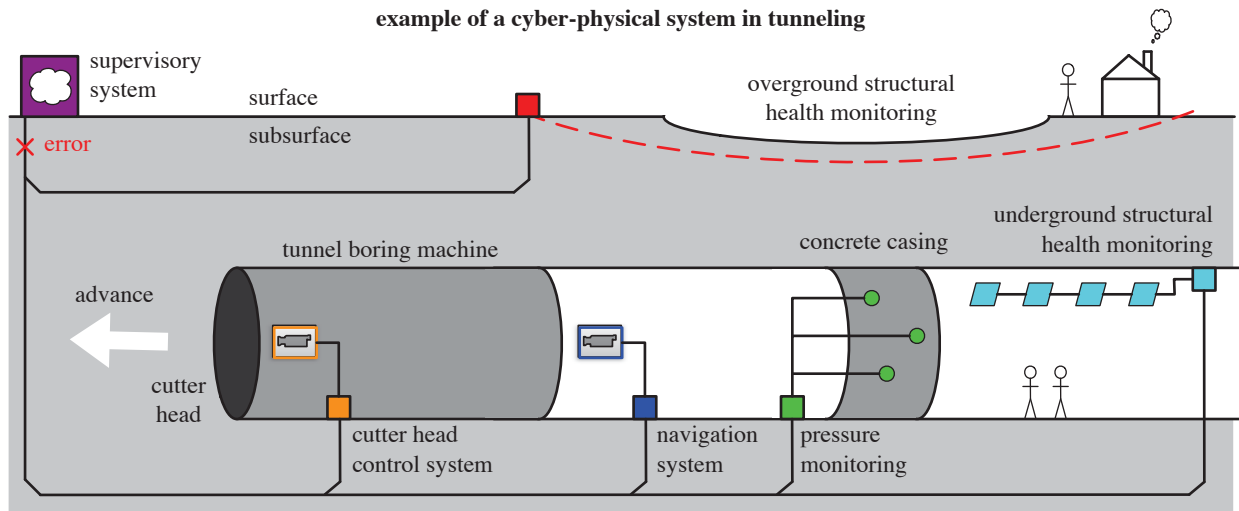 example of a cyber-physical system in tunneling
supervisory
system
surface
subsurface
error
overground structural
health monitoring
underground structural
health monitoring
tunnel boring machine
concrete casing
advance
cutter
head
cutter head
control system
navigation
system
pressure
monitoring